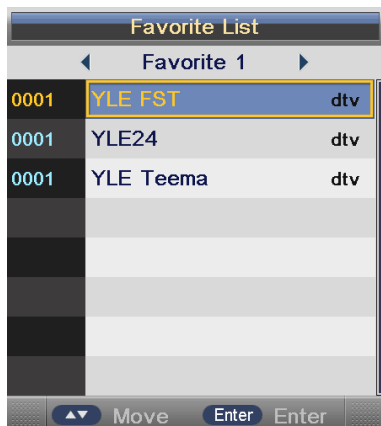 Favorite List
Favorite 1
0001 YLE FST dtv
0001 YLE24 dtv
0001 YLE Teema dtv
Move Enter Enter